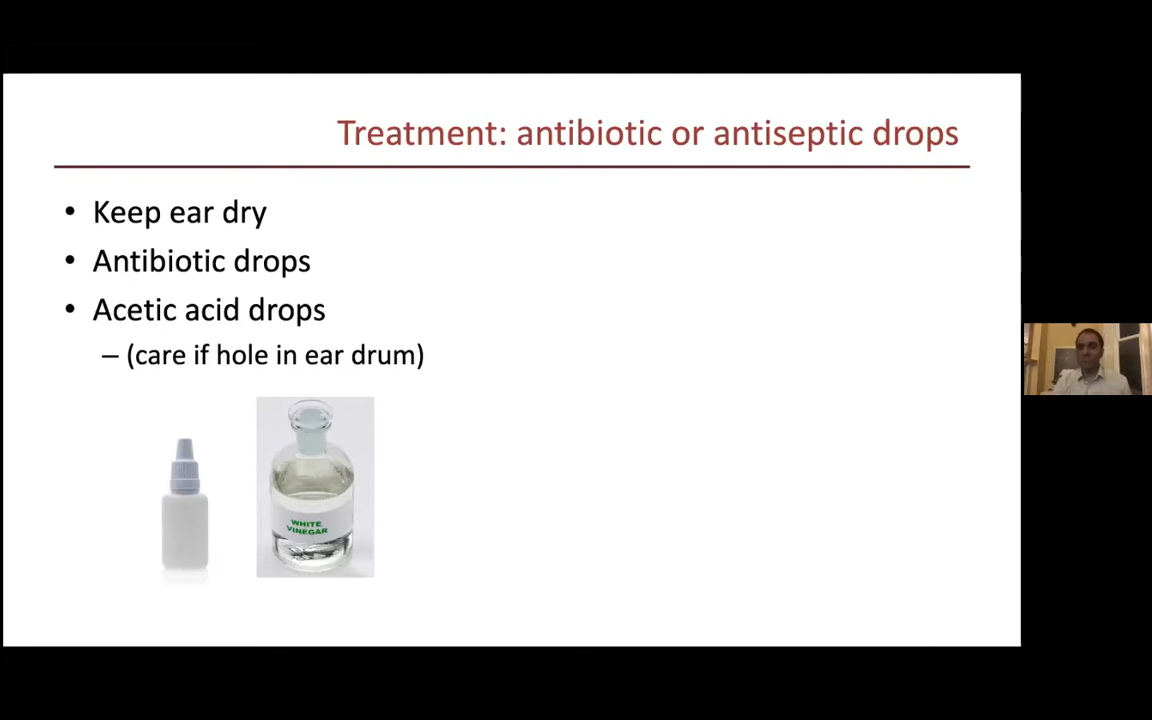 Treatment: antibiotic or antiseptic drops
• Keep ear dry
• Antibiotic drops
• Acetic acid drops
– (care if hole in ear drum)
WHITE
VINEGAR